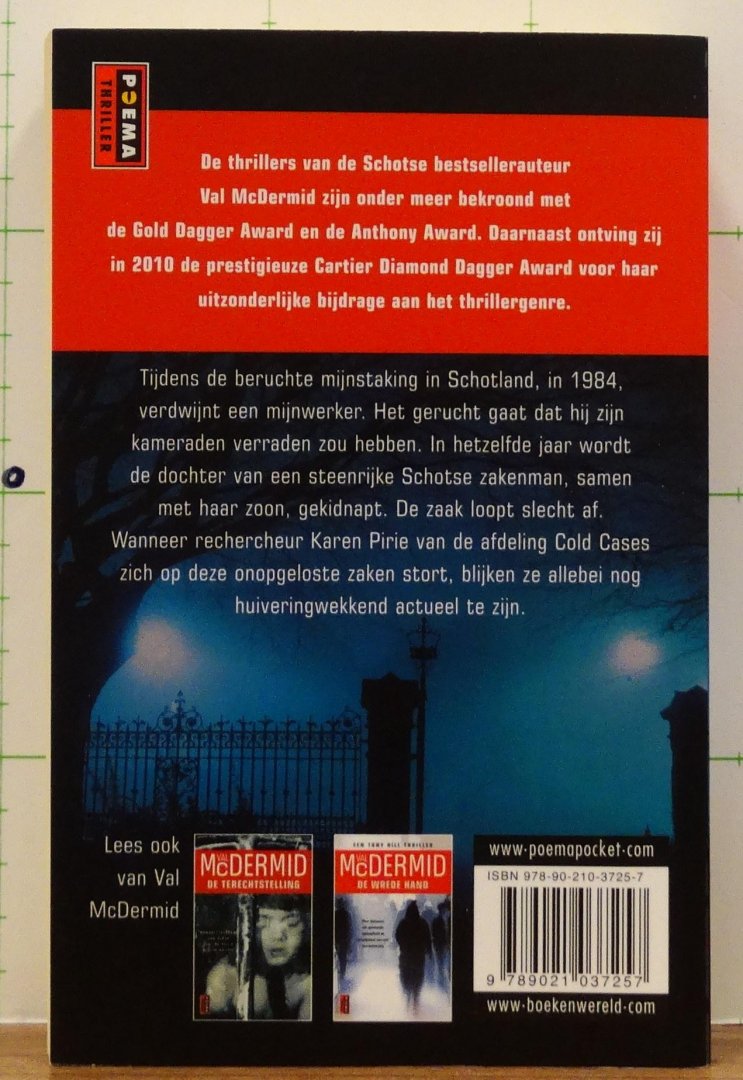 POEMA
THRILLER
De thrillers van de Schotse bestsellerauteur
Val McDermid zijn onder meer bekroond met
de Gold Dagger Award en de Anthony Award. Daarnaast ontving zij
in 2010 de prestigieuze Cartier Diamond Dagger Award voor haar
uitzonderlijke bijdrage aan het thrillergenre.
Tijdens de beruchte mijnstaking in Schotland, in 1984,
verdwijnt een mijnwerker. Het gerucht gaat dat hij zijn
kameraden verraden zou hebben. In hetzelfde jaar wordt
de dochter van een steenrijke Schotse zakenman, samen
met haar zoon, gekidnapt. De zaak loopt slecht af.
Wanneer rechercheur Karen Pirie van de afdeling Cold Cases
zich op deze onopgeloste zaken stort, blijken ze allebei nog
huiveringwekkend actueel te zijn.
Lees ook
van Val
McDermid
VAL
McDERMID
DE TERECHTSTELLING
EEN TONY HILL THRILLER
VAL
McDERMID
DE WREDE HAND
www·poemapocket·com
ISBN 978-90-210-3725-7
9 789021 037257
www·boekenwereld·com